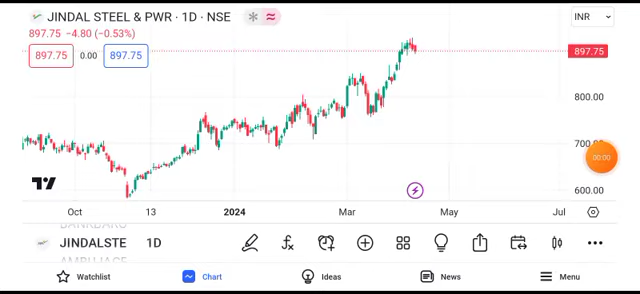 JINDAL STEEL & PWR · 1D · NSE
INR
897.75 −4.80 (−0.53%)
897.75 0.00 897.75
897.75
800.00
700.00
00:00
600.00
Oct 13 2024 Mar May Jul
BANKBARO
JINDALSTE 1D
AMBUJACE
Watchlist Chart Ideas News Menu